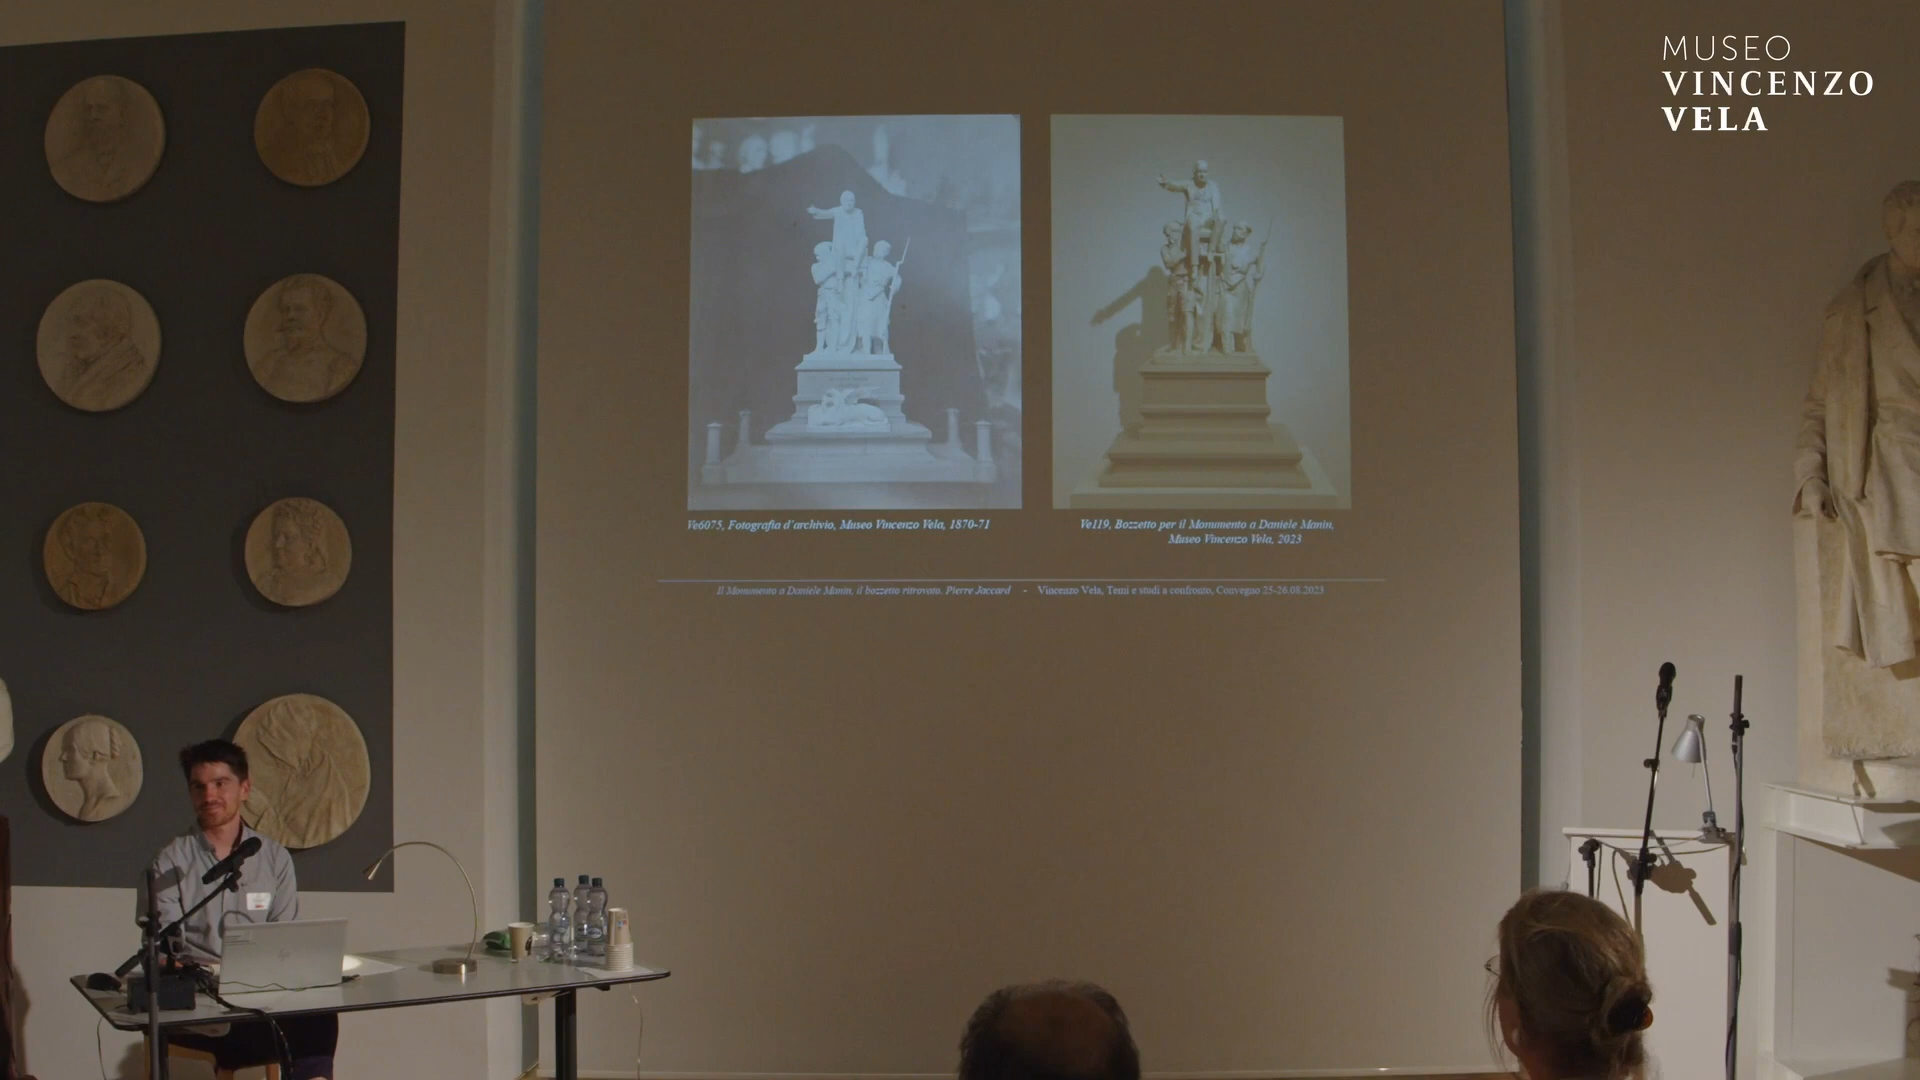 MUSEO
VINCENZO
VELA
Ve6075, Fotografia d'archivio, Museo Vincenzo Vela, 1870-71
Ve119, Bozzetto per il Monumento a Daniele Manin,
Museo Vincenzo Vela, 2023
Il Monumento a Daniele Manin, il bozzetto ritrovato. Pierre Jaccard - Vincenzo Vela, Temi e studi a confronto, Convegno 25-26.08.2023